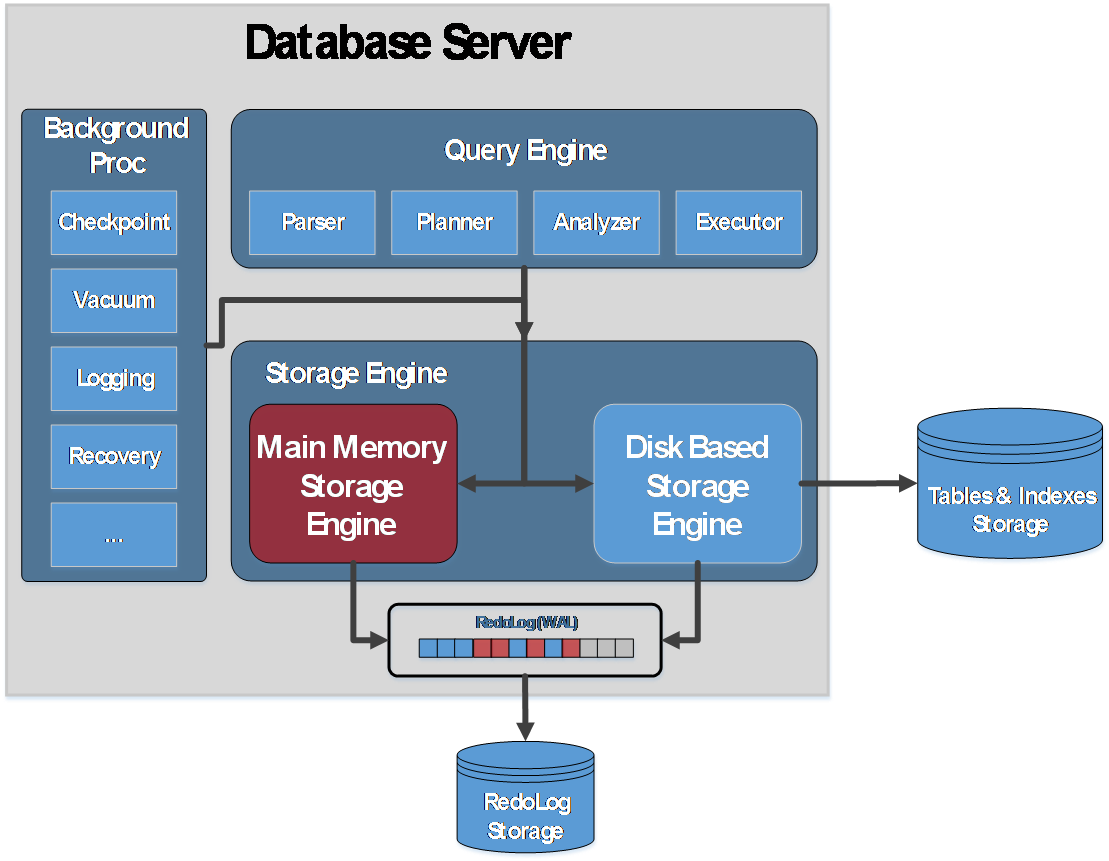 Database Server
Background
Proc
Checkpoint
Vacuum
Logging
Recovery
...
Query Engine
Parser
Planner
Analyzer
Executor
Storage Engine
Main Memory
Storage
Engine
Disk Based
Storage
Engine
Tables & Indexes
Storage
RedoLog(WAL)
RedoLog
Storage